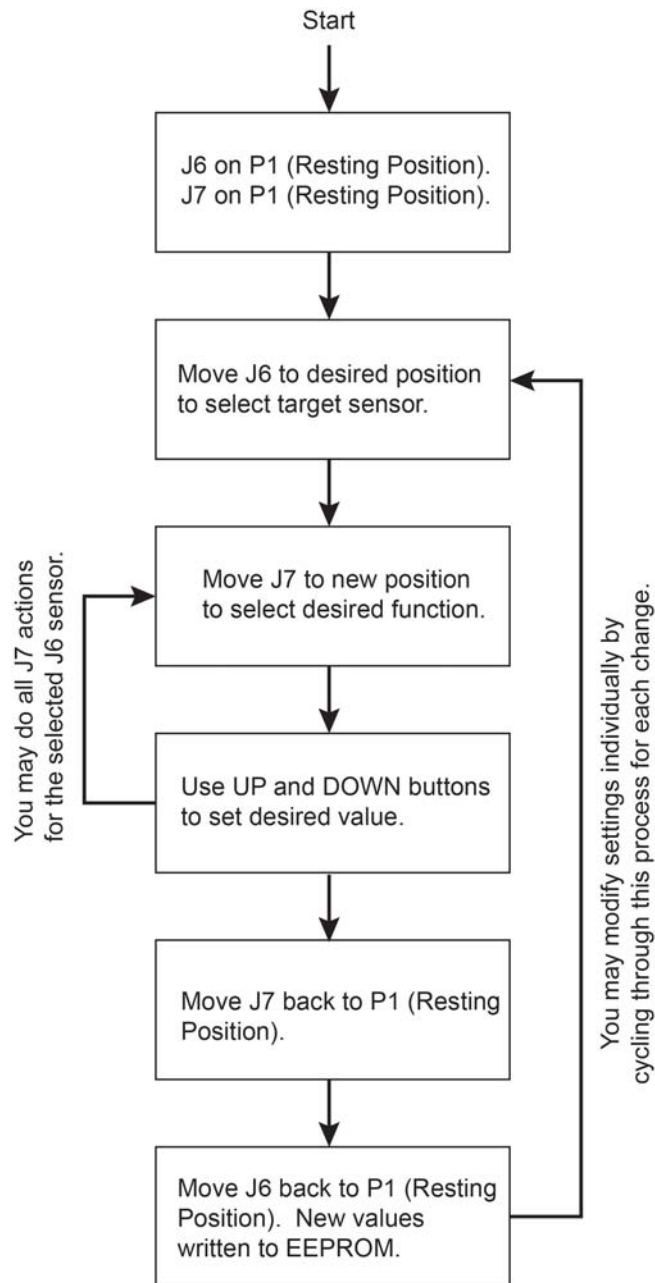 Start
J6 on P1 (Resting Position).
J7 on P1 (Resting Position).
Move J6 to desired position
to select target sensor.
Move J7 to new position
to select desired function.
You may do all J7 actions
for the selected J6 sensor.
Use UP and DOWN buttons
to set desired value.
You may modify settings individually by
cycling through this process for each change.
Move J7 back to P1 (Resting
Position).
Move J6 back to P1 (Resting
Position).  New values
written to EEPROM.